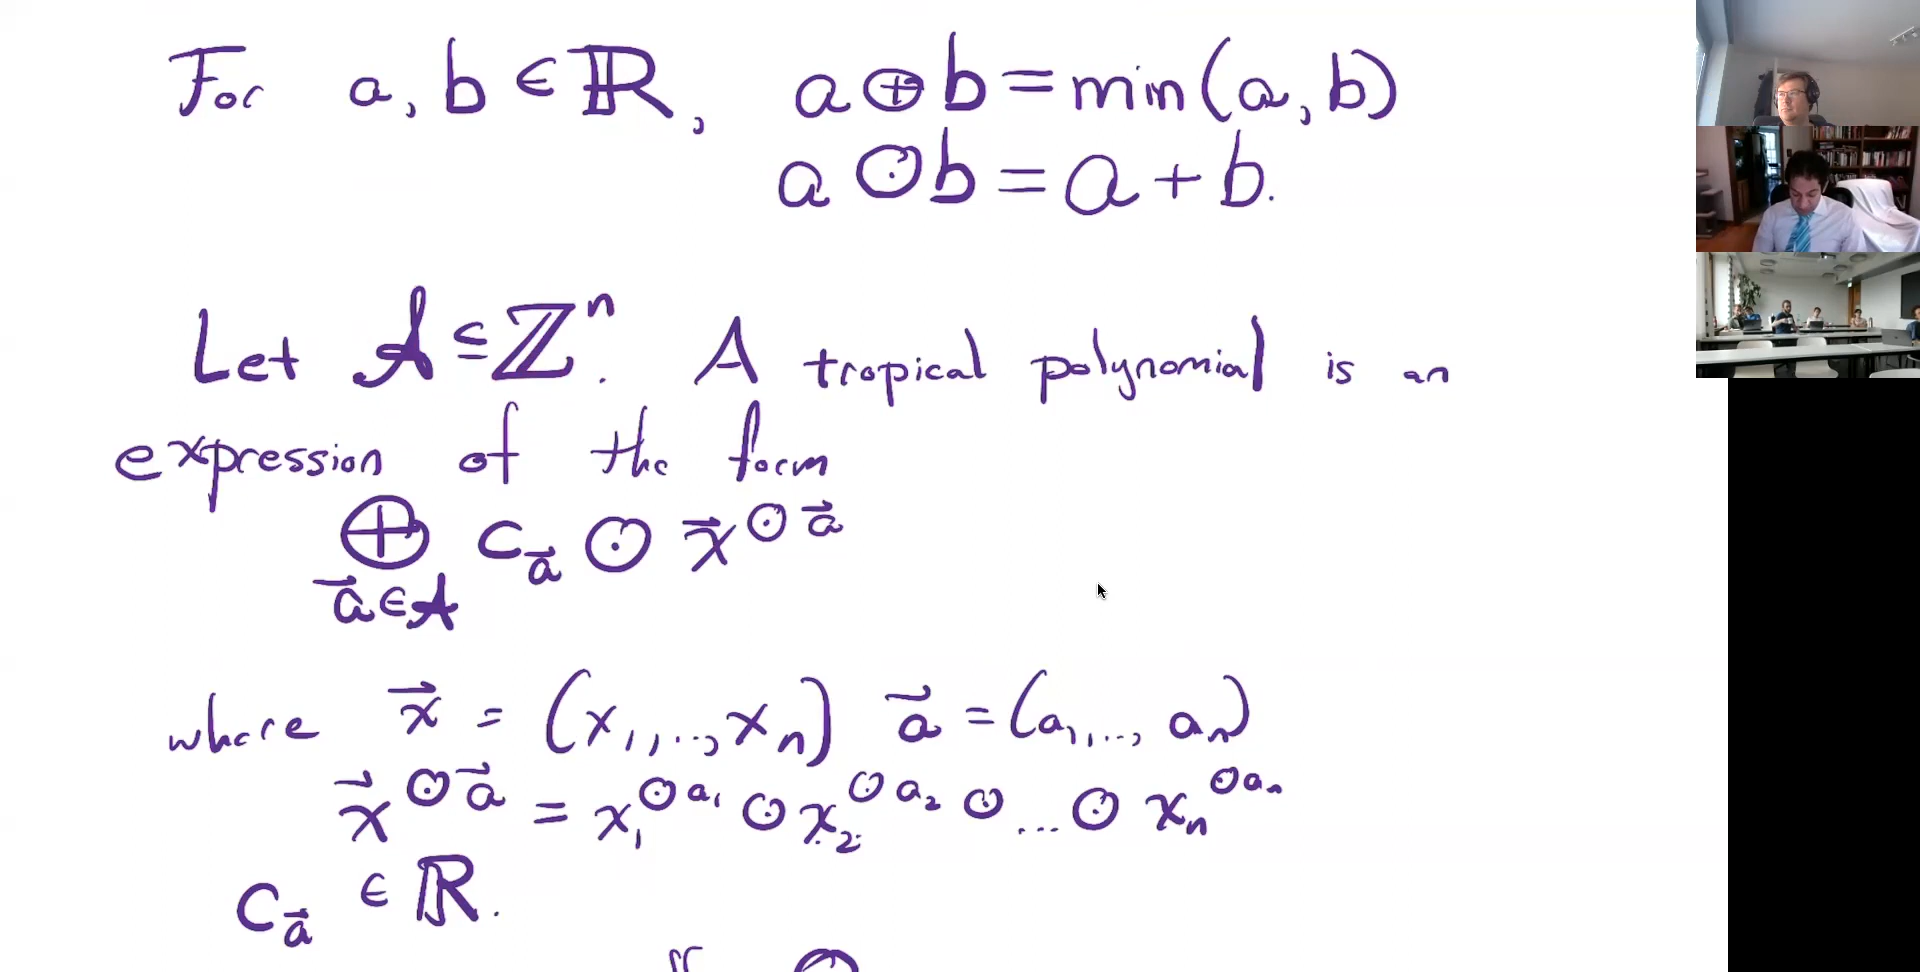 For a, b ∈ ℝ, a ⊕ b = min(a, b)
a ⊙ b = a + b.
Let 𝒜 ⊆ ℤⁿ. A tropical polynomial is an
expression of the form
⊕ c_a⃗ ⊙ x⃗^⊙a⃗
a⃗ ∈ 𝒜
where x⃗ = (x₁,..., xₙ) a⃗ = (a₁,..., aₙ)
x⃗^⊙a⃗ = x₁^⊙a₁ ⊙ x₂^⊙a₂ ⊙ ... ⊙ xₙ^⊙aₙ
c_a⃗ ∈ ℝ.